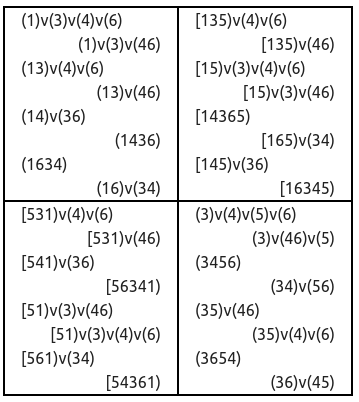 (1)v(3)v(4)v(6)
(1)v(3)v(46)
(13)v(4)v(6)
(13)v(46)
(14)v(36)
(1436)
(1634)
(16)v(34)
[135)v(4)v(6)
[135)v(46)
[15)v(3)v(4)v(6)
[15)v(3)v(46)
[14365)
[165)v(34)
[145)v(36)
[16345)
[531)v(4)v(6)
[531)v(46)
[541)v(36)
[56341)
[51)v(3)v(46)
[51)v(3)v(4)v(6)
[561)v(34)
[54361)
(3)v(4)v(5)v(6)
(3)v(46)v(5)
(3456)
(34)v(56)
(35)v(46)
(35)v(4)v(6)
(3654)
(36)v(45)